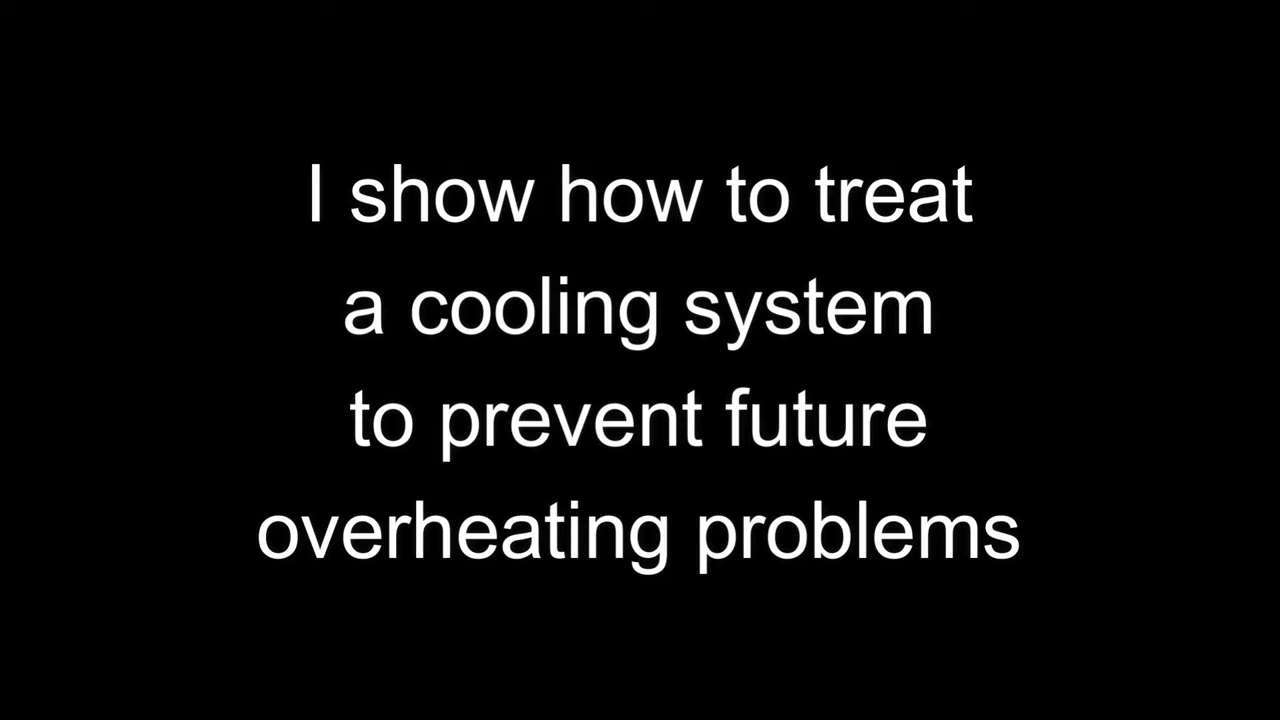 I show how to treat
a cooling system
to prevent future
overheating problems